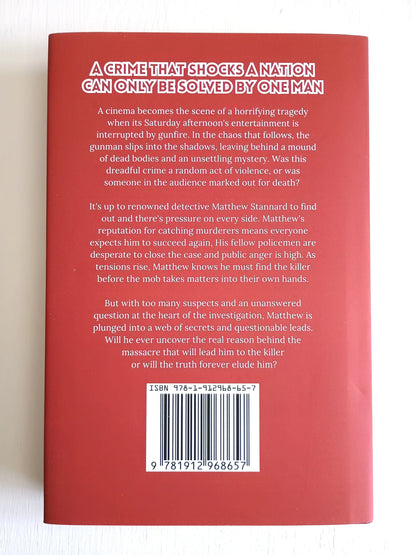 A CRIME THAT SHOCKS A NATION
CAN ONLY BE SOLVED BY ONE MAN
A cinema becomes the scene of a horrifying tragedy
when its Saturday afternoon's entertainment is
interrupted by gunfire. In the chaos that follows, the
gunman slips into the shadows, leaving behind a mound
of dead bodies and an unsettling mystery. Was this
dreadful crime a random act of violence, or was
someone in the audience marked out for death?
It's up to renowned detective Matthew Stannard to find
out and there's pressure on every side. Matthew's
reputation for catching murderers means everyone
expects him to succeed again, His fellow policemen are
desperate to close the case and public anger is high. As
tensions rise, Matthew knows he must find the killer
before the mob takes matters into their own hands.
But with too many suspects and an unanswered
question at the heart of the investigation, Matthew is
plunged into a web of secrets and questionable leads.
Will he ever uncover the real reason behind the
massacre that will lead him to the killer
or will the truth forever elude him?
ISBN 978-1-912968-65-7
9 781912 968657